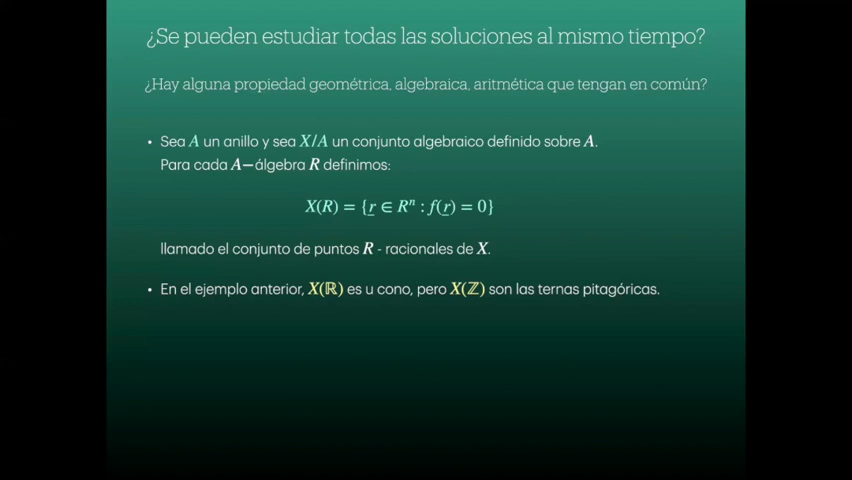 ¿Se pueden estudiar todas las soluciones al mismo tiempo?
¿Hay alguna propiedad geométrica, algebraica, aritmética que tengan en común?
• Sea A un anillo y sea X/A un conjunto algebraico definido sobre A.
Para cada A−álgebra R definimos:
X(R) = {r ∈ Rⁿ : f(r) = 0}
llamado el conjunto de puntos R - racionales de X.
• En el ejemplo anterior, X(ℝ) es u cono, pero X(ℤ) son las ternas pitagóricas.